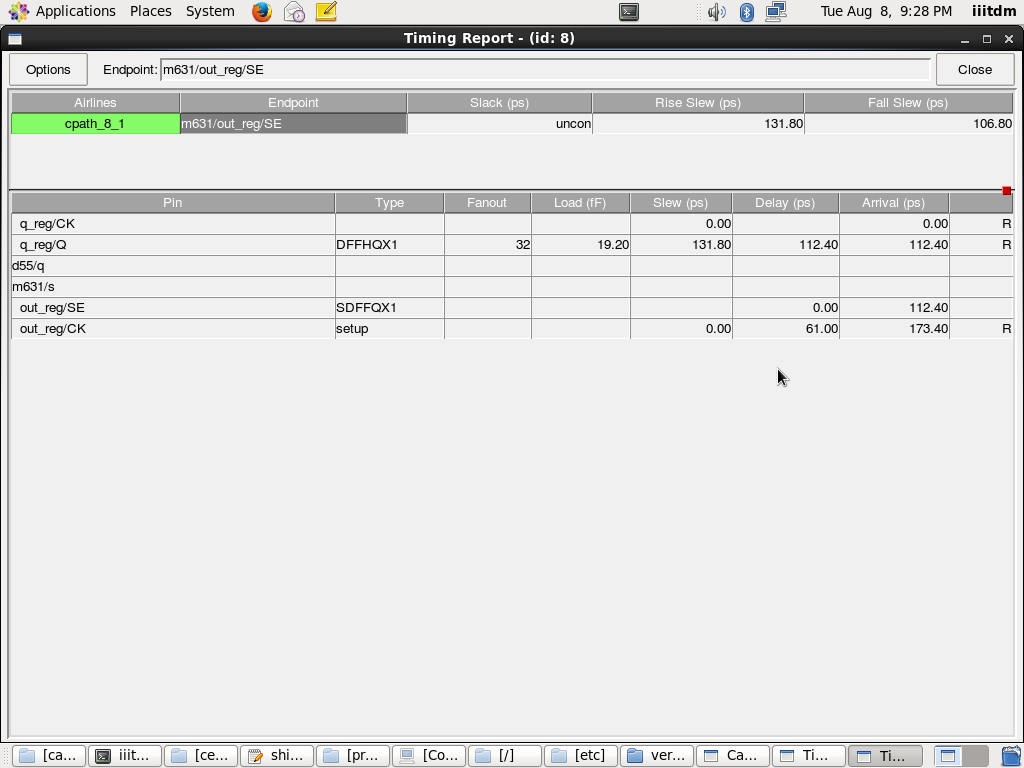 Applications Places System Tue Aug 8, 9:28 PM iiitdm
Timing Report - (id: 8)
Options Endpoint: m631/out_reg/SE Close
Airlines Endpoint Slack (ps) Rise Slew (ps) Fall Slew (ps)
cpath_8_1 m631/out_reg/SE uncon 131.80 106.80
Pin Type Fanout Load (fF) Slew (ps) Delay (ps) Arrival (ps)
q_reg/CK 0.00 0.00 R
q_reg/Q DFFHQX1 32 19.20 131.80 112.40 112.40 R
d55/q
m631/s
out_reg/SE SDFFQX1 0.00 112.40
out_reg/CK setup 0.00 61.00 173.40 R
[ca... iiit... [ce... shi... [pr... [Co... [/] [etc] ver... Ca... Ti... Ti...